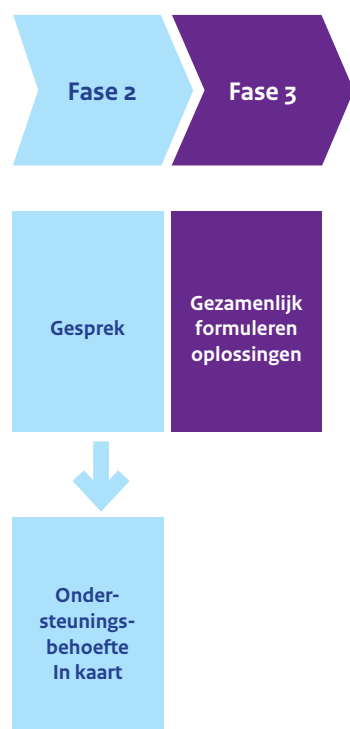 Fase 2
Fase 3
Gesprek
Gezamenlijk
formuleren
oplossingen
Onder-
steunings-
behoefte
In kaart